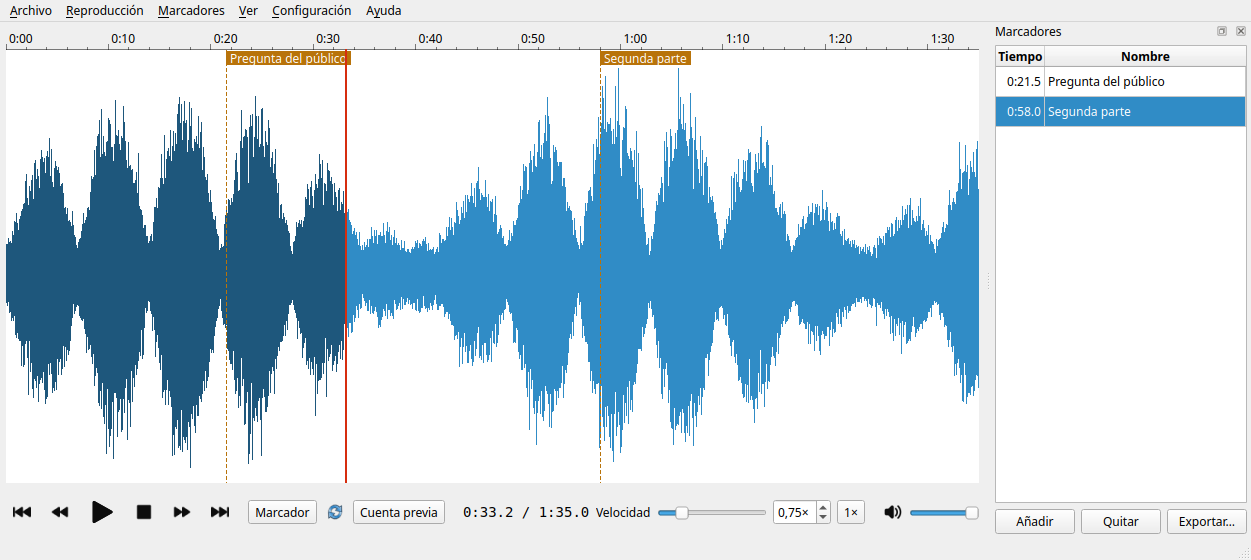 Archivo Reproducción Marcadores Ver Configuración Ayuda
0:00 0:10 0:20 0:30 0:40 0:50 1:00 1:10 1:20 1:30
Pregunta del público Segunda parte
Marcadores
Tiempo Nombre
0:21.5 Pregunta del público
0:58.0 Segunda parte
Marcador Cuenta previa 0:33.2 / 1:35.0 Velocidad 0,75× 1×
Añadir Quitar Exportar...